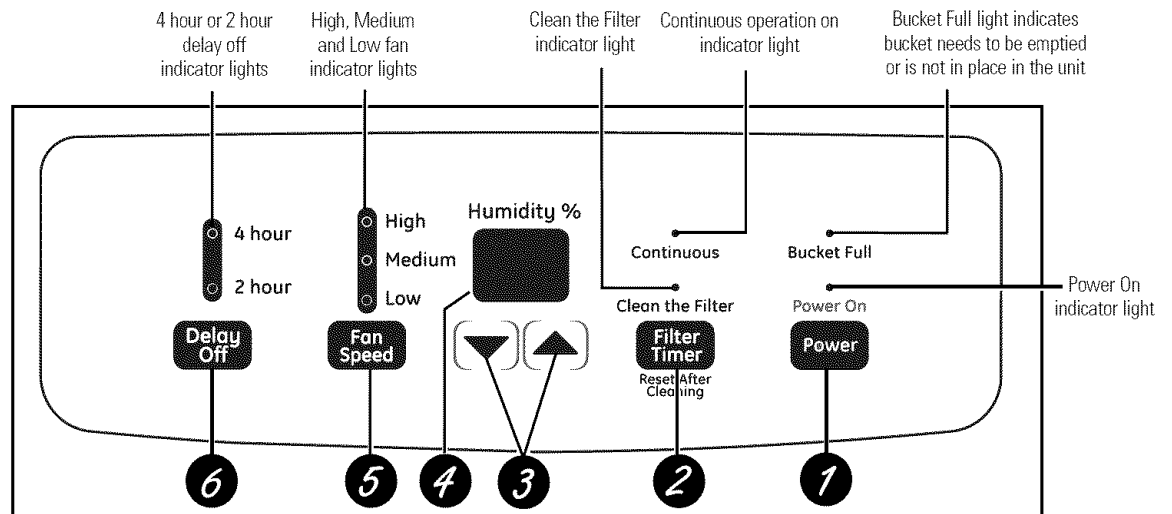 4 hour or 2 hour
delay off
indicator lights
High, Medium
and Low fan
indicator lights
Clean the Filter
indicator light
Continuous operation on
indicator light
Bucket Full light indicates
bucket needs to be emptied
or is not in place in the unit
4 hour
2 hour
High
Medium
Low
Humidity %
Continuous
Clean the Filter
Bucket Full
Power On
Power On
indicator light
Delay
Off
Fan
Speed
Filter
Timer
Reset After
Cleaning
Power
6
5
4
3
2
1